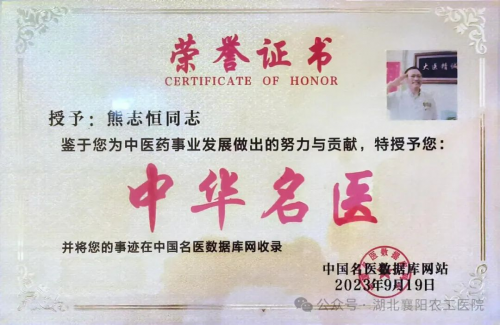 荣誉证书
CERTIFICATE OF HONOR
大医精诚
授予：熊志恒同志
鉴于您为中医药事业发展做出的努力与贡献，特授予您：
中华名医
并将您的事迹在中国名医数据库网收录
中国名医数据库网站
2023年9月19日
公众号·湖北襄阳农工医院